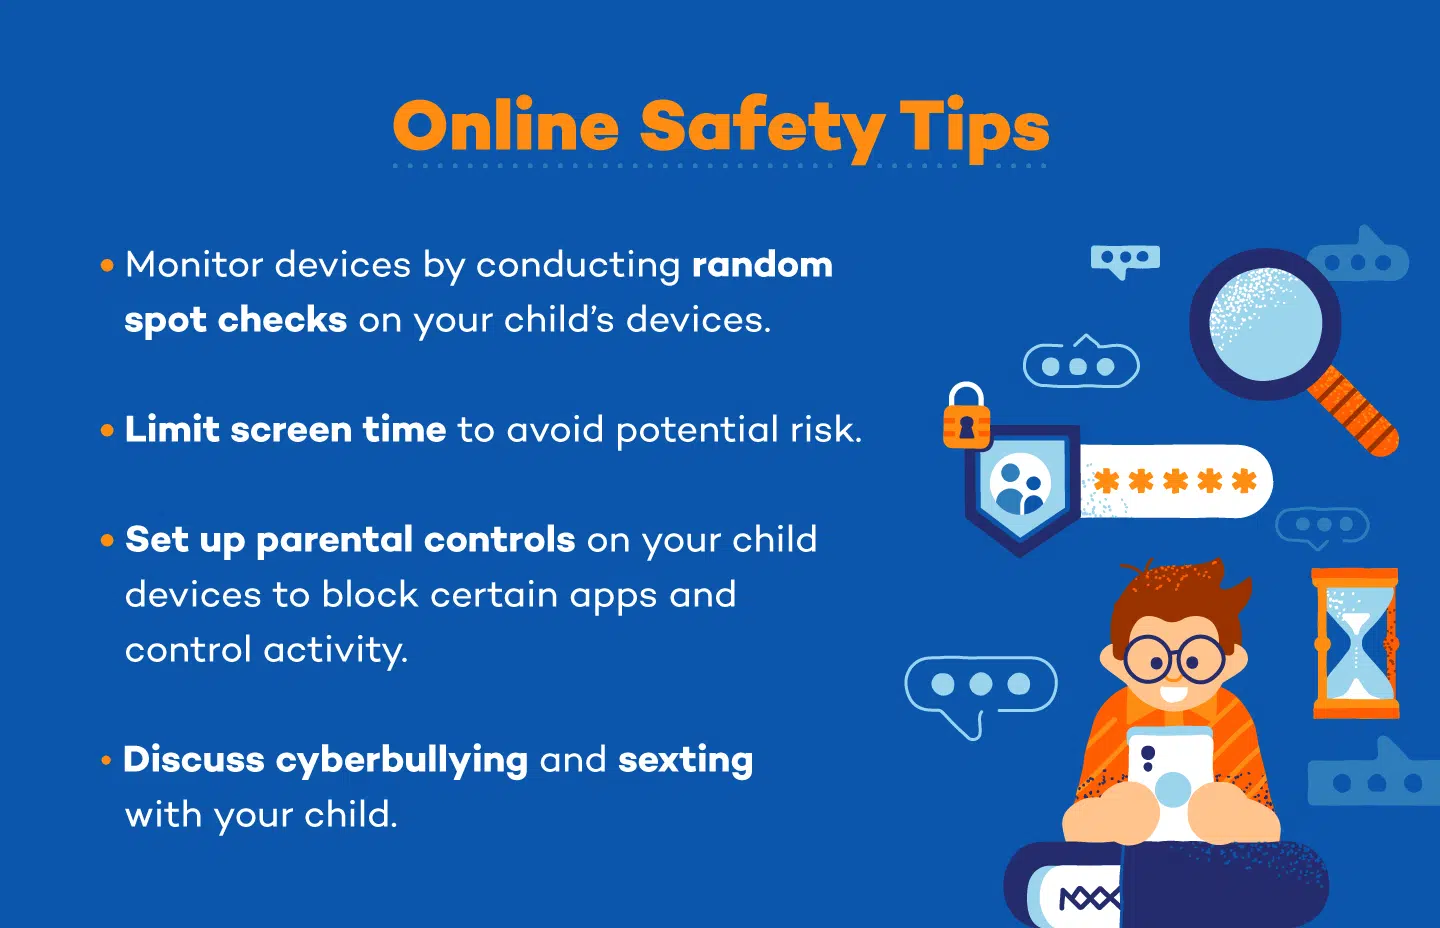 Online Safety Tips
• Monitor devices by conducting random
spot checks on your child’s devices.
• Limit screen time to avoid potential risk.
• Set up parental controls on your child
devices to block certain apps and
control activity.
• Discuss cyberbullying and sexting
with your child.
*****